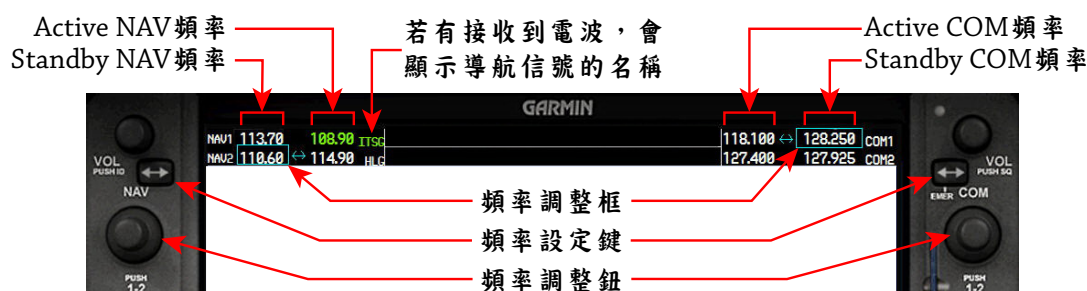 Active NAV頻率
Standby NAV頻率
若有接收到電波，會
顯示導航信號的名稱
Active COM頻率
Standby COM頻率
GARMIN
NAV1 113.70 108.90 ITSG
NAV2 110.60 ↔ 114.90 HLG
118.100 ↔ 128.250 COM1
127.400 127.925 COM2
VOL
PUSH ID
NAV
VOL
PUSH SQ
EMER COM
頻率調整框
頻率設定鍵
頻率調整鈕
PUSH
1-2
PUSH
1-2